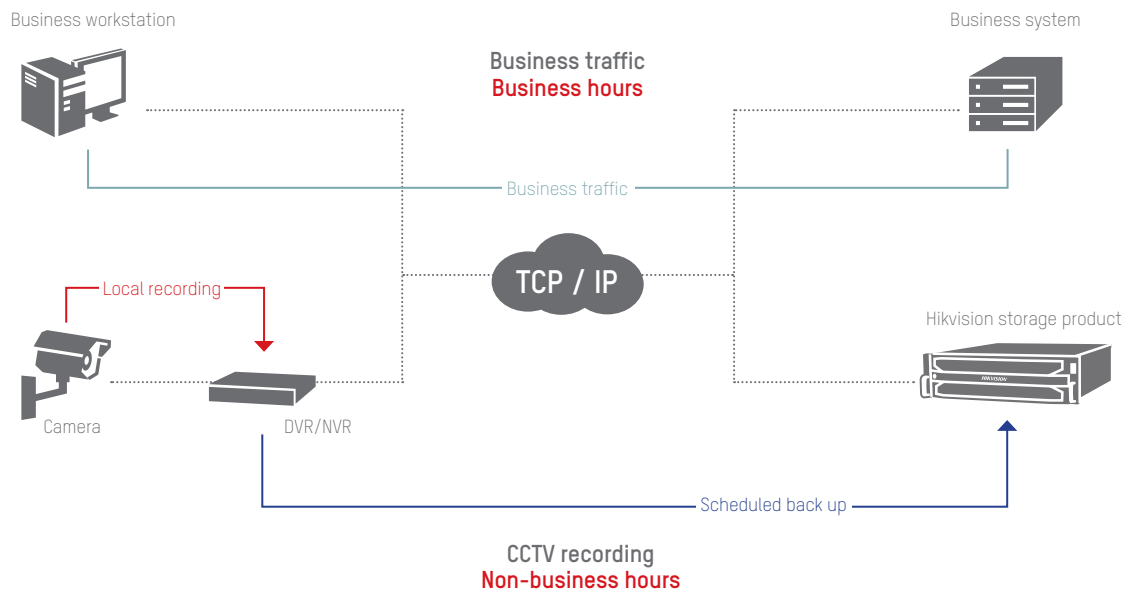 Business workstation
Business system
Business traffic
Business hours
Business traffic
TCP / IP
Local recording
Hikvision storage product
HIKVISION
Camera
DVR/NVR
Scheduled back up
CCTV recording
Non-business hours